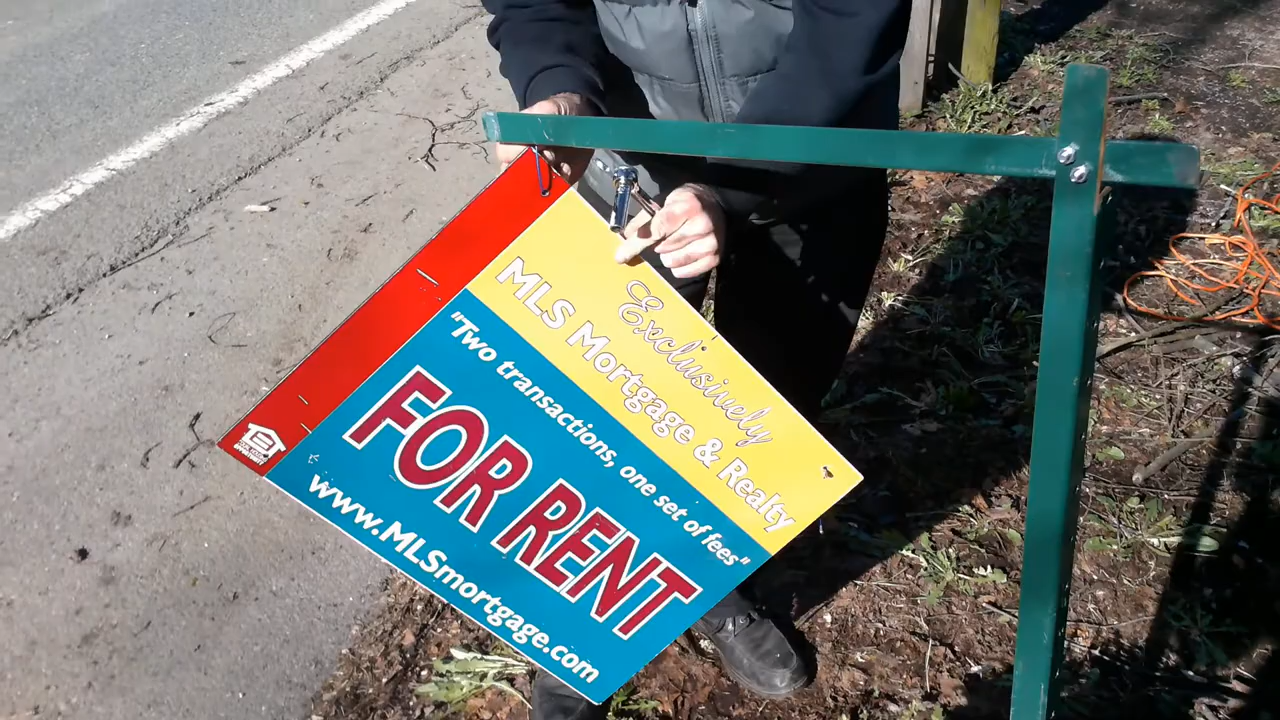 Exclusively
MLS Mortgage & Realty
"Two transactions, one set of fees"
FOR RENT
www.MLSmortgage.com